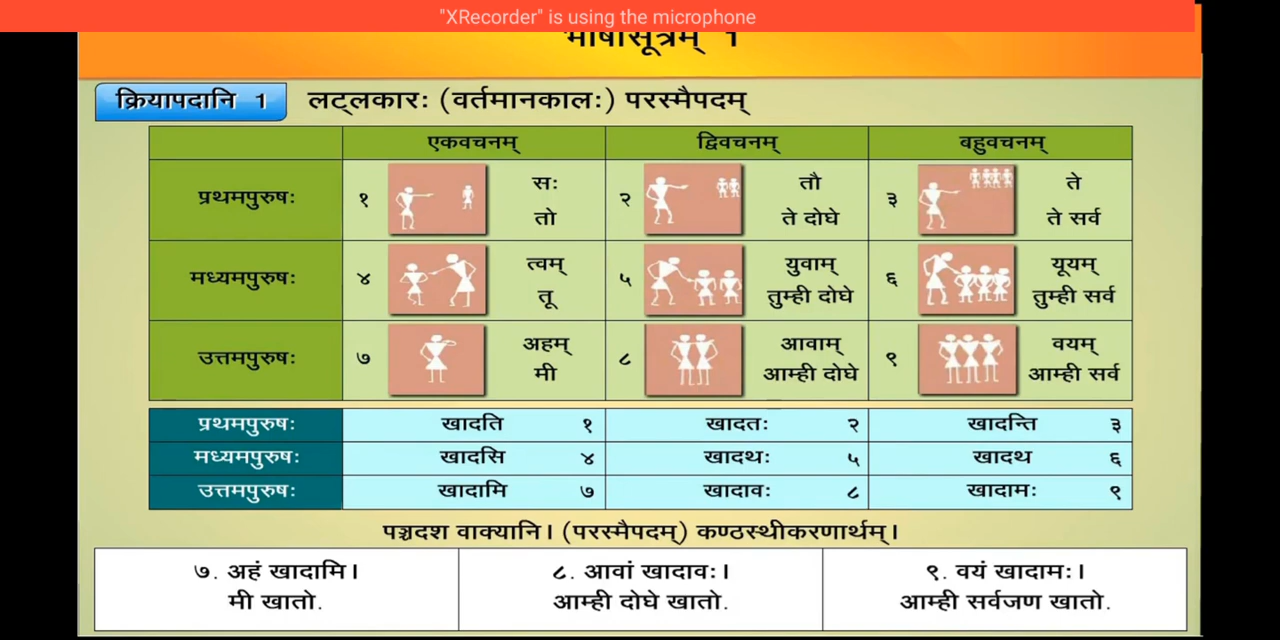 "XRecorder" is using the microphone
भाषासूत्रम् 1
क्रियापदानि 1 लट्लकारः (वर्तमानकालः) परस्मैपदम्
एकवचनम् द्विवचनम् बहुवचनम्
प्रथमपुरुषः १ सः तो २ तौ ते दोघे ३ ते ते सर्व
मध्यमपुरुषः ४ त्वम् तू ५ युवाम् तुम्ही दोघे ६ यूयम् तुम्ही सर्व
उत्तमपुरुषः ७ अहम् मी ८ आवाम् आम्ही दोघे ९ वयम् आम्ही सर्व
प्रथमपुरुषः खादति १ खादतः २ खादन्ति ३
मध्यमपुरुषः खादसि ४ खादथः ५ खादथ ६
उत्तमपुरुषः खादामि ७ खादावः ८ खादामः ९
पञ्चदश वाक्यानि। (परस्मैपदम्) कण्ठस्थीकरणार्थम्।
७. अहं खादामि। ८. आवां खादावः। ९. वयं खादामः।
मी खातो. आम्ही दोघे खातो. आम्ही सर्वजण खातो.